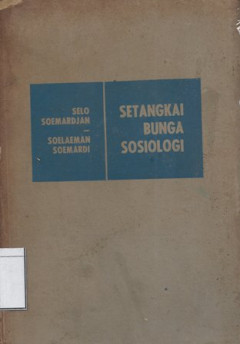 SELO
SOEMARDJAN
—
SOELAEMAN
SOEMARDI
SETANGKAI
BUNGA
SOSIOLOGI